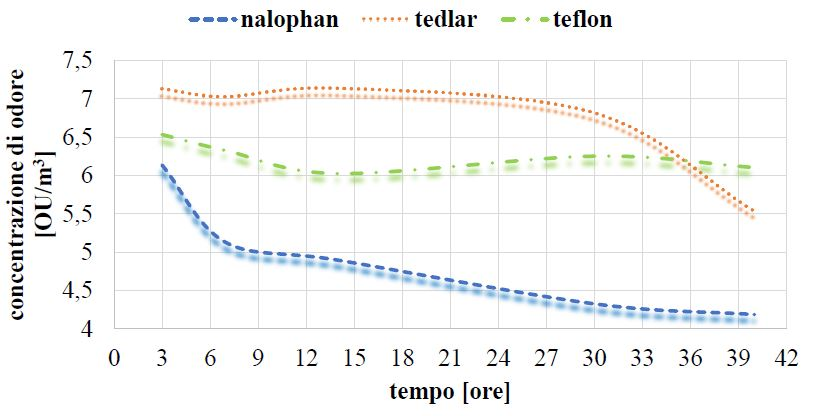 nalophan tedlar teflon
concentrazione di odore
[OU/m³]
7,5
7
6,5
6
5,5
5
4,5
4
0 3 6 9 12 15 18 21 24 27 30 33 36 39 42
tempo [ore]